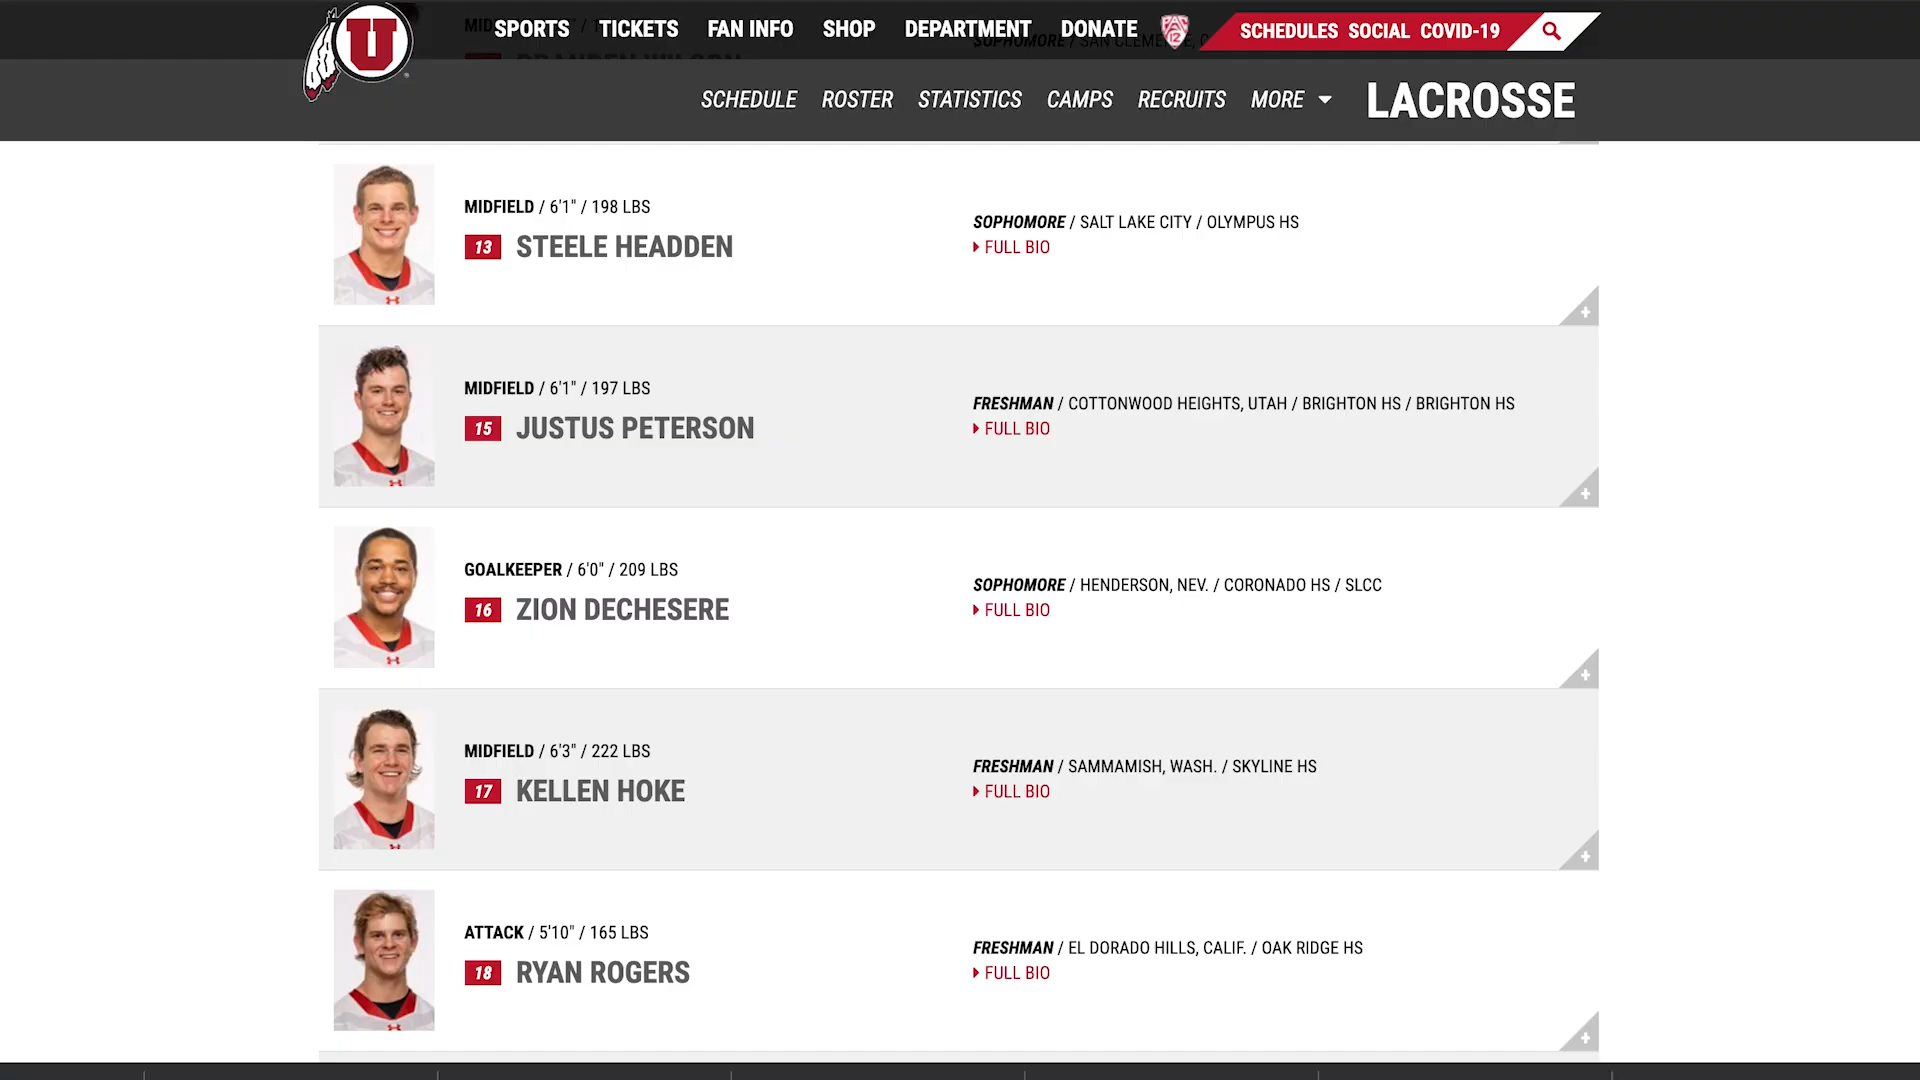 SPORTS TICKETS FAN INFO SHOP DEPARTMENT DONATE PAC 12 SCHEDULES SOCIAL COVID-19
U
SCHEDULE ROSTER STATISTICS CAMPS RECRUITS MORE LACROSSE
MIDFIELD / 6'1" / 198 LBS
13 STEELE HEADDEN
SOPHOMORE / SALT LAKE CITY / OLYMPUS HS
FULL BIO
MIDFIELD / 6'1" / 197 LBS
15 JUSTUS PETERSON
FRESHMAN / COTTONWOOD HEIGHTS, UTAH / BRIGHTON HS / BRIGHTON HS
FULL BIO
GOALKEEPER / 6'0" / 209 LBS
16 ZION DECHESERE
SOPHOMORE / HENDERSON, NEV. / CORONADO HS / SLCC
FULL BIO
MIDFIELD / 6'3" / 222 LBS
17 KELLEN HOKE
FRESHMAN / SAMMAMISH, WASH. / SKYLINE HS
FULL BIO
ATTACK / 5'10" / 165 LBS
18 RYAN ROGERS
FRESHMAN / EL DORADO HILLS, CALIF. / OAK RIDGE HS
FULL BIO